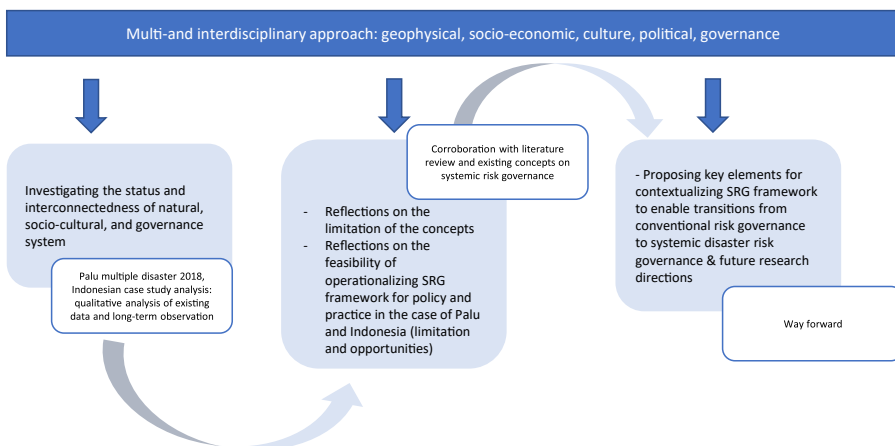 Multi-and interdisciplinary approach: geophysical, socio-economic, culture, political, governance
Investigating the status and
interconnectedness of natural,
socio-cultural, and governance
system
Palu multiple disaster 2018,
Indonesian case study analysis:
qualitative analysis of existing
data and long-term observation
Corroboration with literature
review and existing concepts on
systemic risk governance
- Reflections on the
limitation of the concepts
- Reflections on the
feasibility of
operationalizing SRG
framework for policy and
practice in the case of Palu
and Indonesia (limitation
and opportunities)
- Proposing key elements for
contextualizing SRG framework
to enable transitions from
conventional risk governance
to systemic disaster risk
governance & future research
directions
Way forward